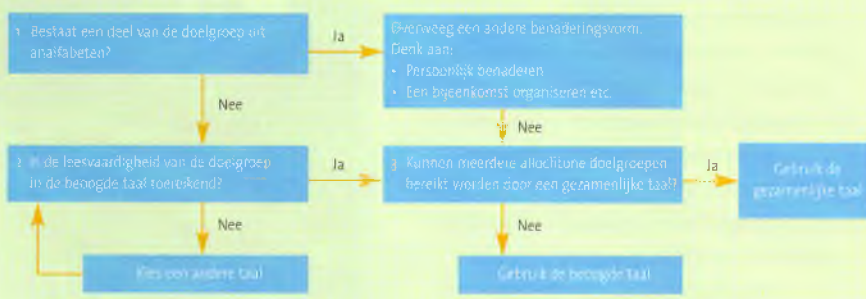 1 Bestaat een deel van de doelgroep uit
analfabeten?
Ja
Overweeg een andere benaderingsvorm.
Denk aan:
• Persoonlijk benaderen
• Een bijeenkomst organiseren etc.
Nee
Nee
2 Is de leesvaardigheid van de doelgroep
in de beoogde taal toereikend?
Ja
3 Kunnen meerdere allochtone doelgroepen
bereikt worden door een gezamenlijke taal?
Ja
Gebruik de
gezamenlijke taal
Nee
Nee
Kies een andere taal
Gebruik de beoogde taal